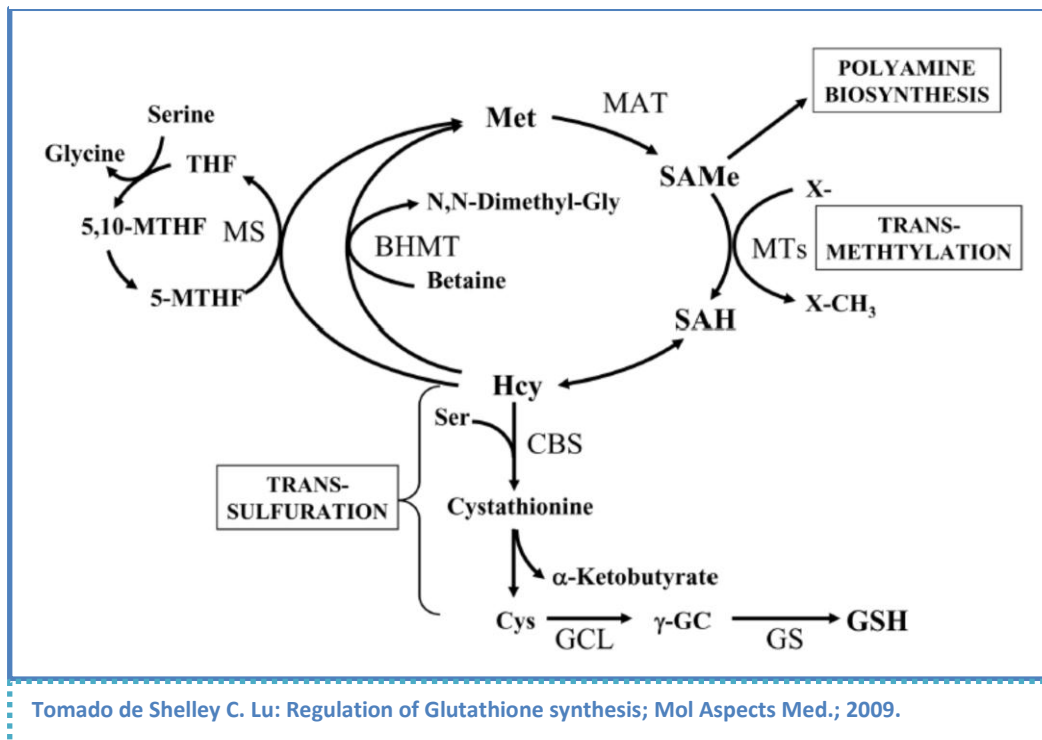 POLYAMINE
BIOSYNTHESIS
Met
MAT
SAMe
Serine
Glycine
THF
5,10-MTHF
MS
5-MTHF
N,N-Dimethyl-Gly
BHMT
Betaine
X-
MTs
TRANS-
METHTYLATION
X-CH₃
SAH
Hcy
Ser
CBS
TRANS-
SULFURATION
Cystathionine
α-Ketobutyrate
Cys
GCL
γ-GC
GS
GSH
Tomado de Shelley C. Lu: Regulation of Glutathione synthesis; Mol Aspects Med.; 2009.